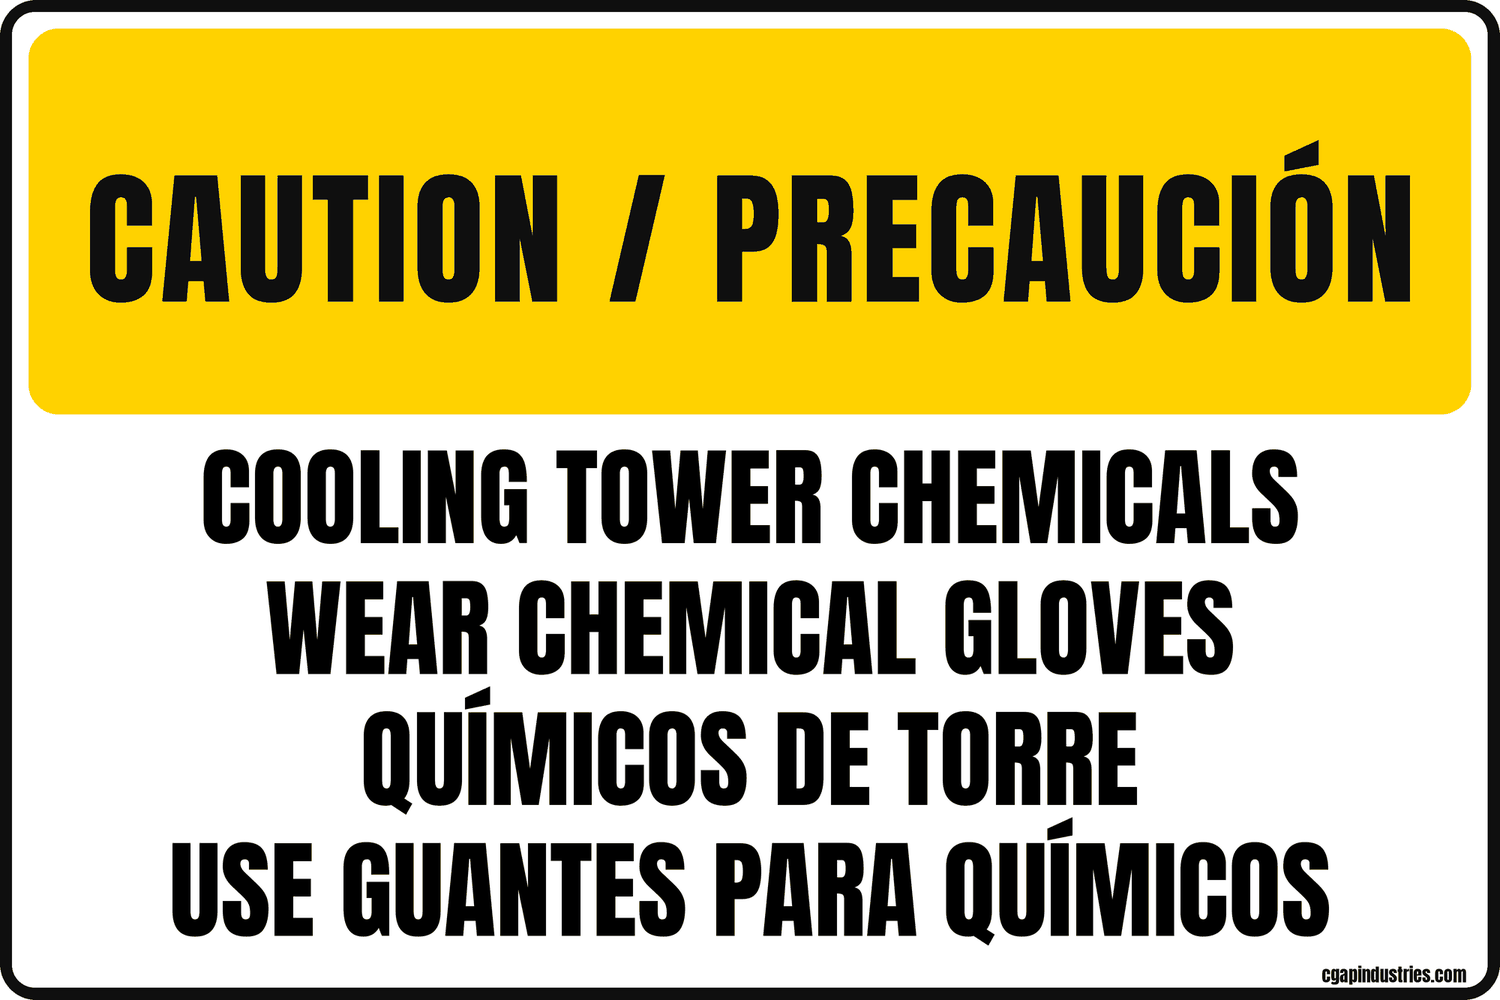 CAUTION / PRECAUCIÓN
COOLING TOWER CHEMICALS
WEAR CHEMICAL GLOVES
QUÍMICOS DE TORRE
USE GUANTES PARA QUÍMICOS
cgapindustries.com